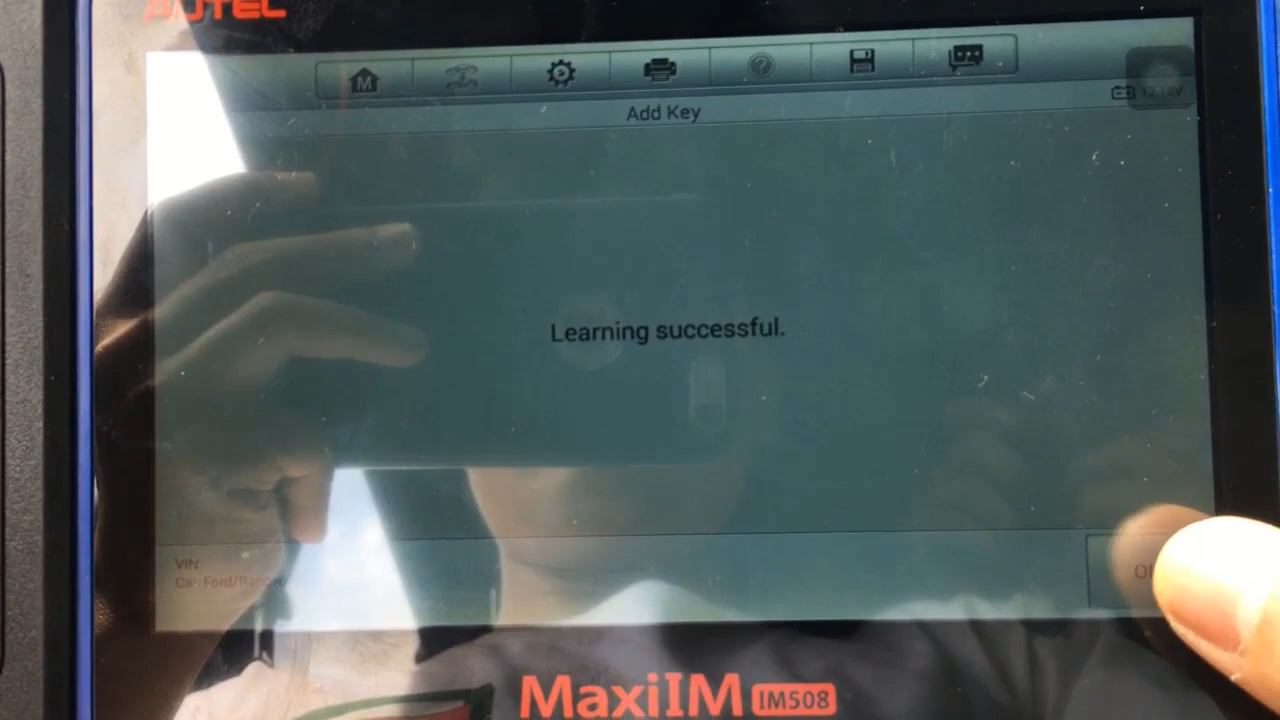 AUTEL
M
Add Key
Learning successful.
VIN:
Car: Ford/Ranger
MaxiIM IM508